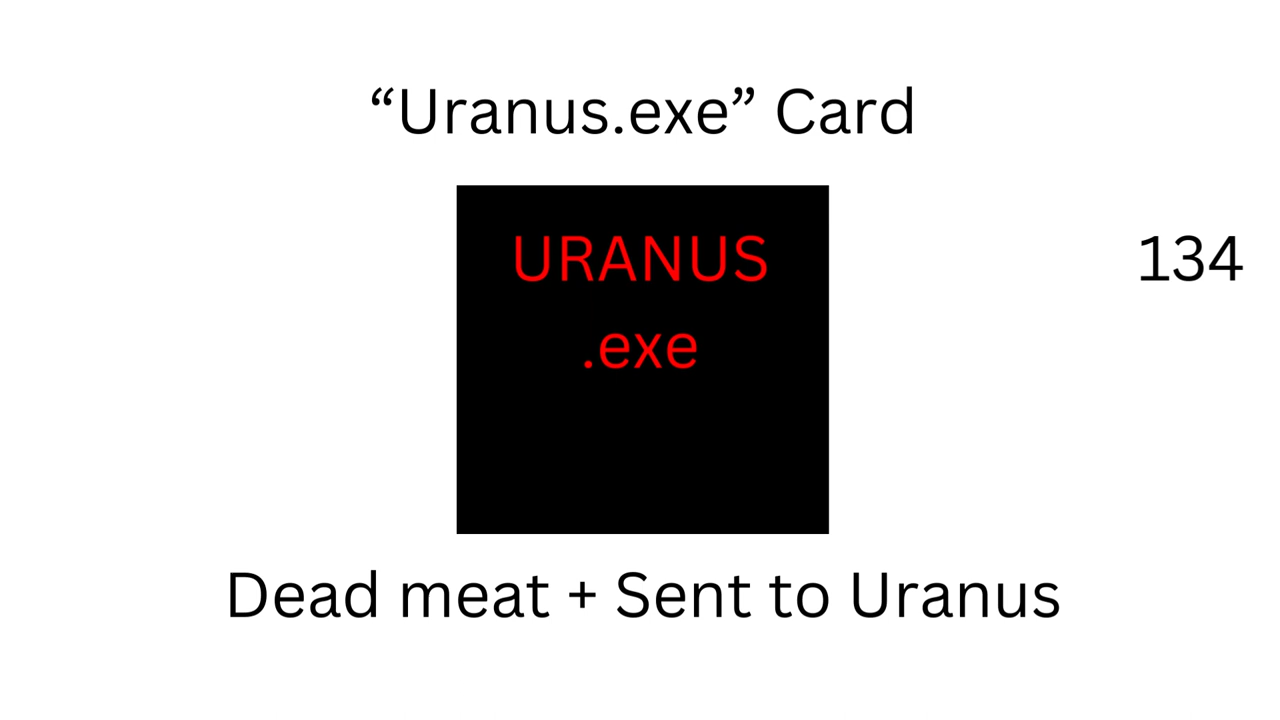 “Uranus.exe” Card
URANUS
.exe
134
Dead meat + Sent to Uranus